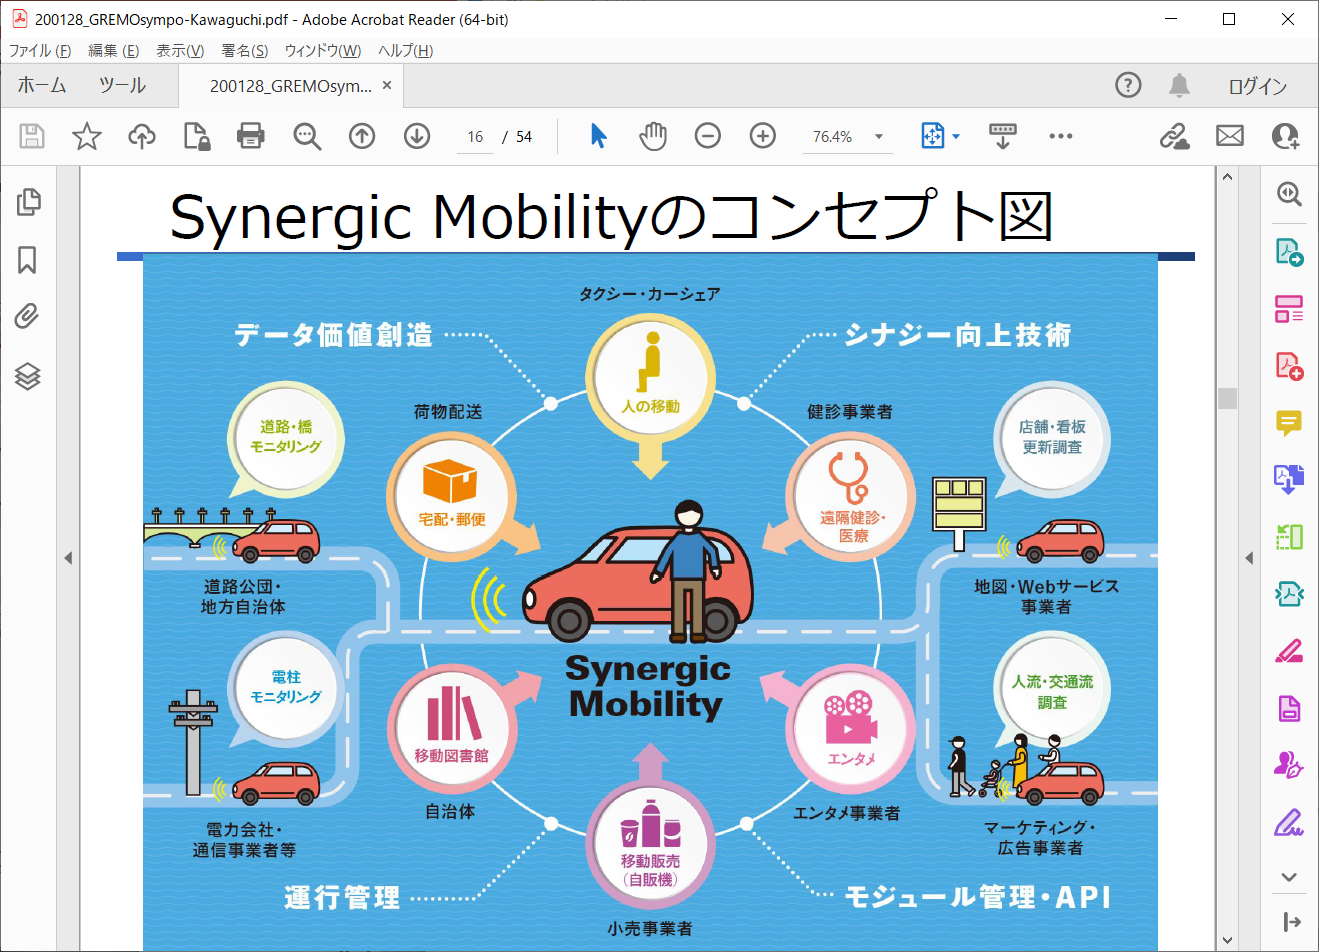 200128_GREMOsympo-Kawaguchi.pdf - Adobe Acrobat Reader (64-bit)
ファイル (F) 編集 (E) 表示(V) 署名(S) ウィンドウ(W) ヘルプ(H)
ホーム ツール 200128_GREMOsym... × ログイン
16 / 54 76.4%
Synergic Mobilityのコンセプト図
タクシー・カーシェア
データ価値創造
シナジー向上技術
人の移動
荷物配送
健診事業者
道路・橋
モニタリング
店舗・看板
更新調査
宅配・郵便
遠隔健診・
医療
道路公団・
地方自治体
地図・Webサービス
事業者
Synergic
Mobility
電柱
モニタリング
人流・交通流
調査
移動図書館
エンタメ
自治体
エンタメ事業者
電力会社・
通信事業者等
マーケティング・
広告事業者
移動販売
(自販機)
運行管理
モジュール管理・API
小売事業者